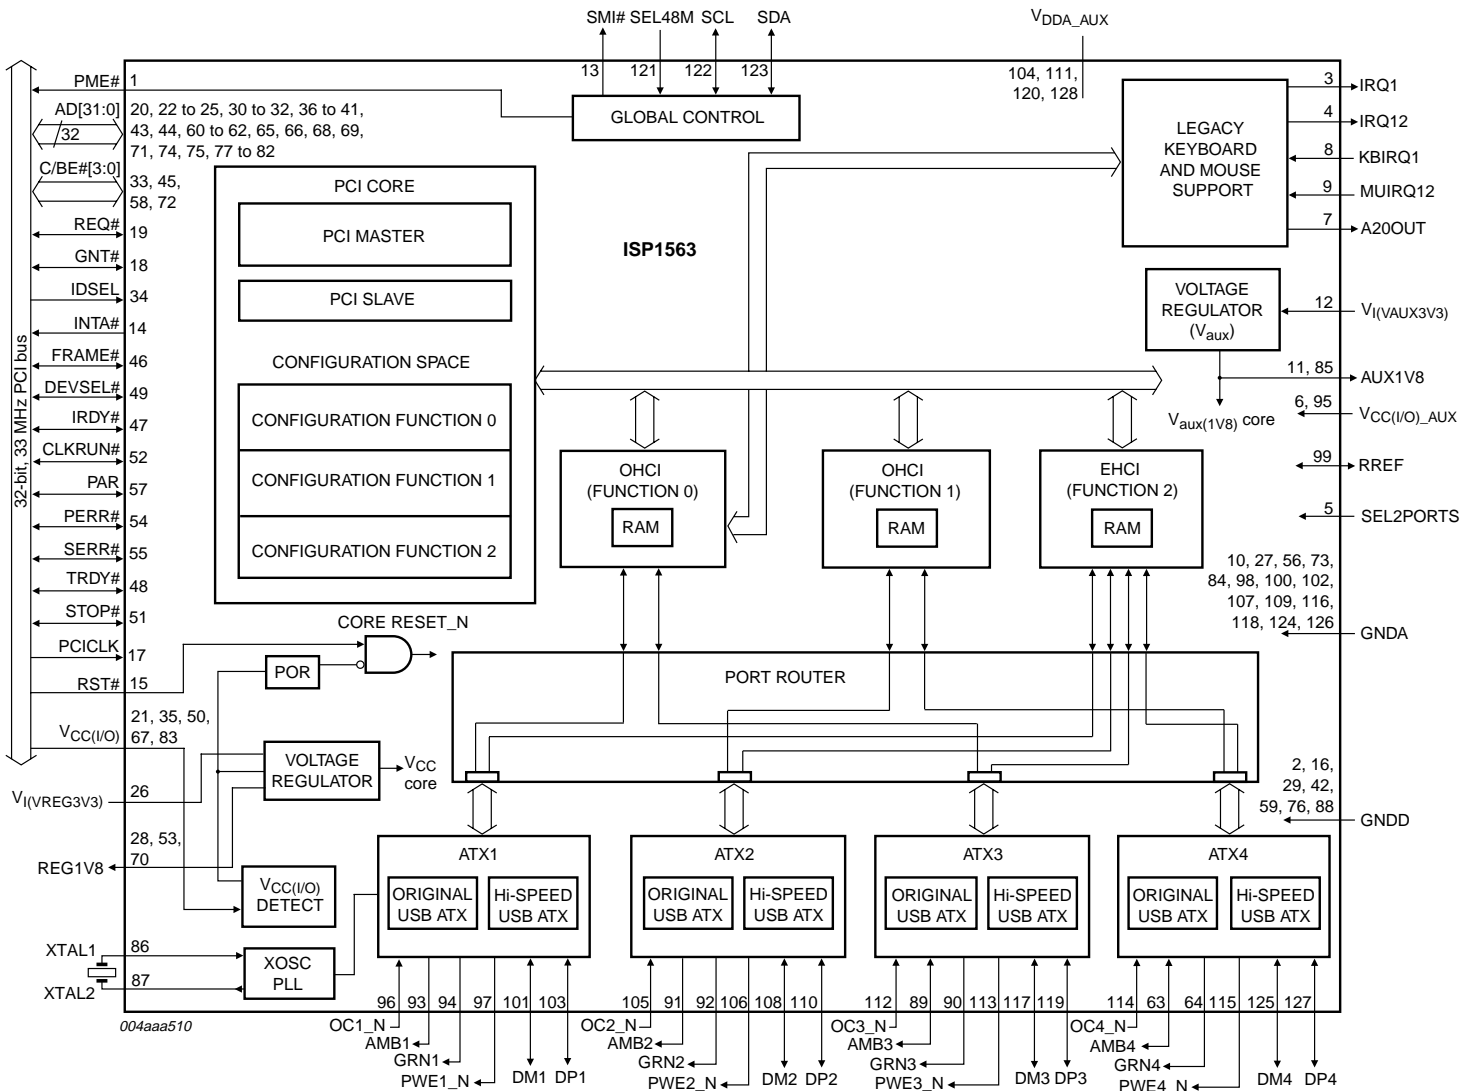 SMI# SEL48M SCL SDA
V_DDA_AUX
13 121 122 123
104, 111,
120, 128
GLOBAL CONTROL
32-bit, 33 MHz PCI bus
PME# 1
AD[31:0] 20, 22 to 25, 30 to 32, 36 to 41,
32 43, 44, 60 to 62, 65, 66, 68, 69,
71, 74, 75, 77 to 82
C/BE#[3:0] 33, 45,
58, 72
REQ# 19
GNT# 18
IDSEL 34
INTA# 14
FRAME# 46
DEVSEL# 49
IRDY# 47
CLKRUN# 52
PAR 57
PERR# 54
SERR# 55
TRDY# 48
STOP# 51
PCICLK 17
RST# 15
V_CC(I/O) 21, 35, 50,
67, 83
V_I(VREG3V3) 26
REG1V8 28, 53,
70
XTAL1 86
XTAL2 87
004aaa510
PCI CORE
PCI MASTER
PCI SLAVE
CONFIGURATION SPACE
CONFIGURATION FUNCTION 0
CONFIGURATION FUNCTION 1
CONFIGURATION FUNCTION 2
ISP1563
LEGACY
KEYBOARD
AND MOUSE
SUPPORT
3 IRQ1
4 IRQ12
8 KBIRQ1
9 MUIRQ12
7 A20OUT
VOLTAGE
REGULATOR
(Vaux)
12 V_I(VAUX3V3)
11, 85 AUX1V8
Vaux(1V8) core
6, 95 V_CC(I/O)_AUX
99 RREF
5 SEL2PORTS
10, 27, 56, 73,
84, 98, 100, 102,
107, 109, 116,
118, 124, 126
GNDA
2, 16,
29, 42,
59, 76, 88
GNDD
OHCI
(FUNCTION 0)
RAM
OHCI
(FUNCTION 1)
RAM
EHCI
(FUNCTION 2)
RAM
CORE RESET_N
POR
PORT ROUTER
VOLTAGE
REGULATOR
V_CC
core
V_CC(I/O)
DETECT
XOSC
PLL
ATX1
ORIGINAL
USB ATX
Hi-SPEED
USB ATX
ATX2
ORIGINAL
USB ATX
Hi-SPEED
USB ATX
ATX3
ORIGINAL
USB ATX
Hi-SPEED
USB ATX
ATX4
ORIGINAL
USB ATX
Hi-SPEED
USB ATX
96 93 94 97 101 103
OC1_N
AMB1
GRN1
PWE1_N
DM1 DP1
105 91 92 106 108 110
OC2_N
AMB2
GRN2
PWE2_N
DM2 DP2
112 89 90 113 117 119
OC3_N
AMB3
GRN3
PWE3_N
DM3 DP3
114 63 64 115 125 127
OC4_N
AMB4
GRN4
PWE4_N
DM4 DP4